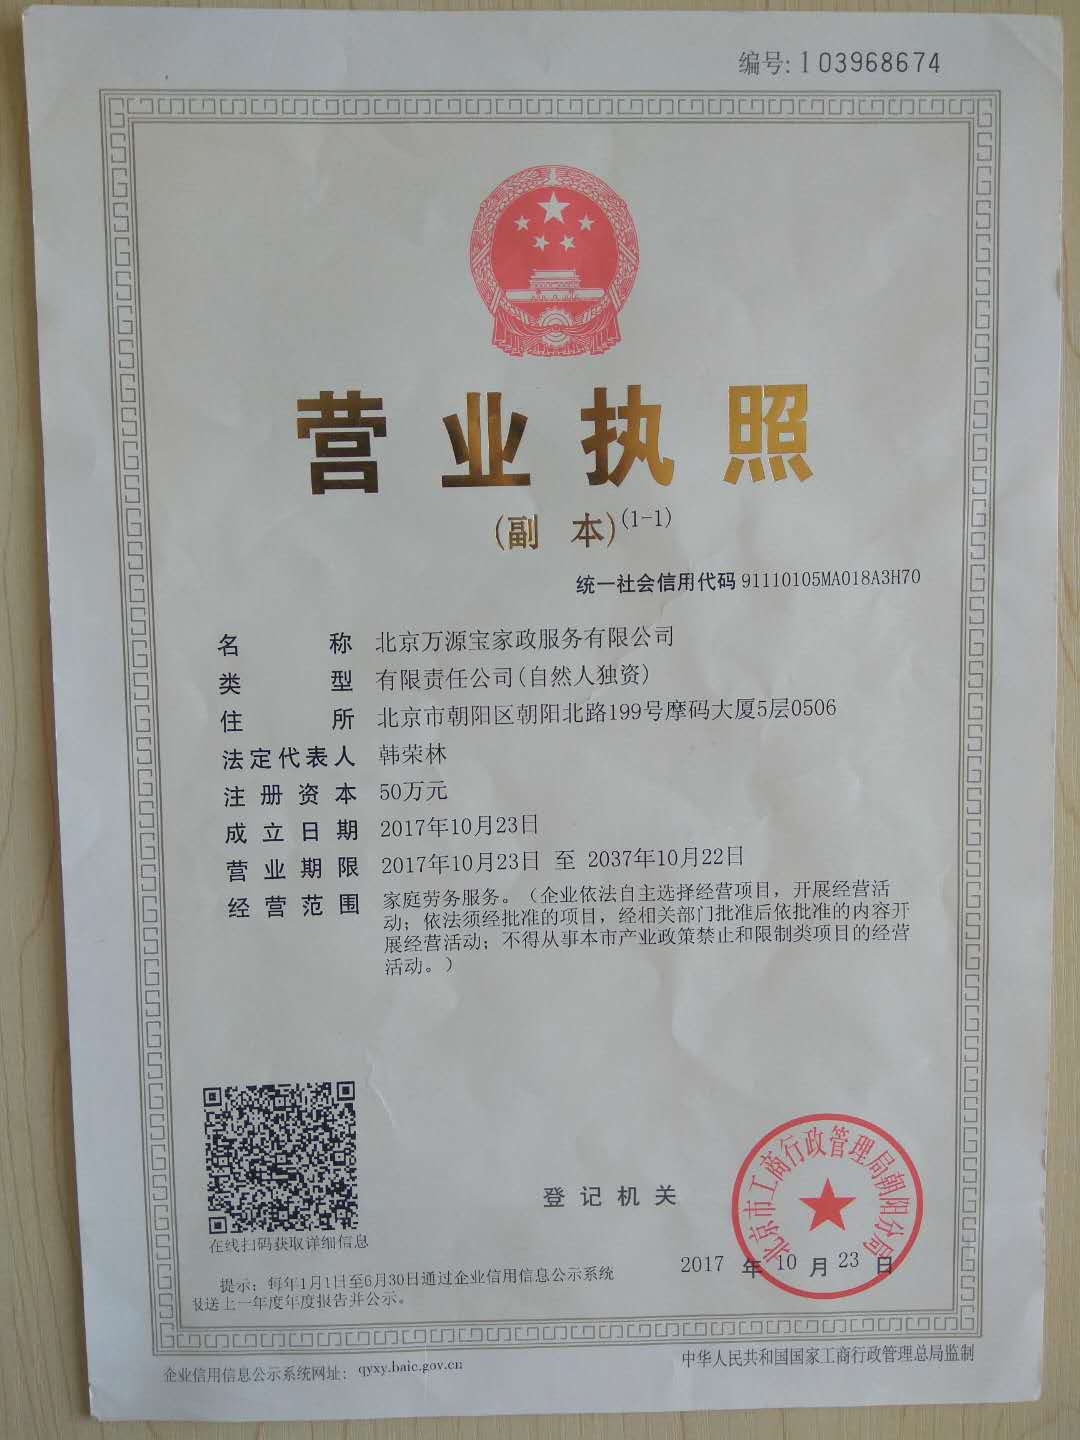 编号: 103968674
营业执照
(副 本)(1-1)
统一社会信用代码 91110105MA018A3H70
名 称 北京万源宝家政服务有限公司
类 型 有限责任公司(自然人独资)
住 所 北京市朝阳区朝阳北路199号摩码大厦5层0506
法定代表人 韩荣林
注册资本 50万元
成立日期 2017年10月23日
营业期限 2017年10月23日 至 2037年10月22日
经营范围 家庭劳务服务。（企业依法自主选择经营项目，开展经营活
动；依法须经批准的项目，经相关部门批准后依批准的内容开
展经营活动；不得从事本市产业政策禁止和限制类项目的经营
活动。）
在线扫码获取详细信息
登记机关
北京市工商行政管理局朝阳分局
2017 年 10 月 23 日
提示：每年1月1日至6月30日通过企业信用信息公示系统
报送上一年度年度报告并公示。
企业信用信息公示系统网址： qyxy.baic.gov.cn
中华人民共和国国家工商行政管理总局监制